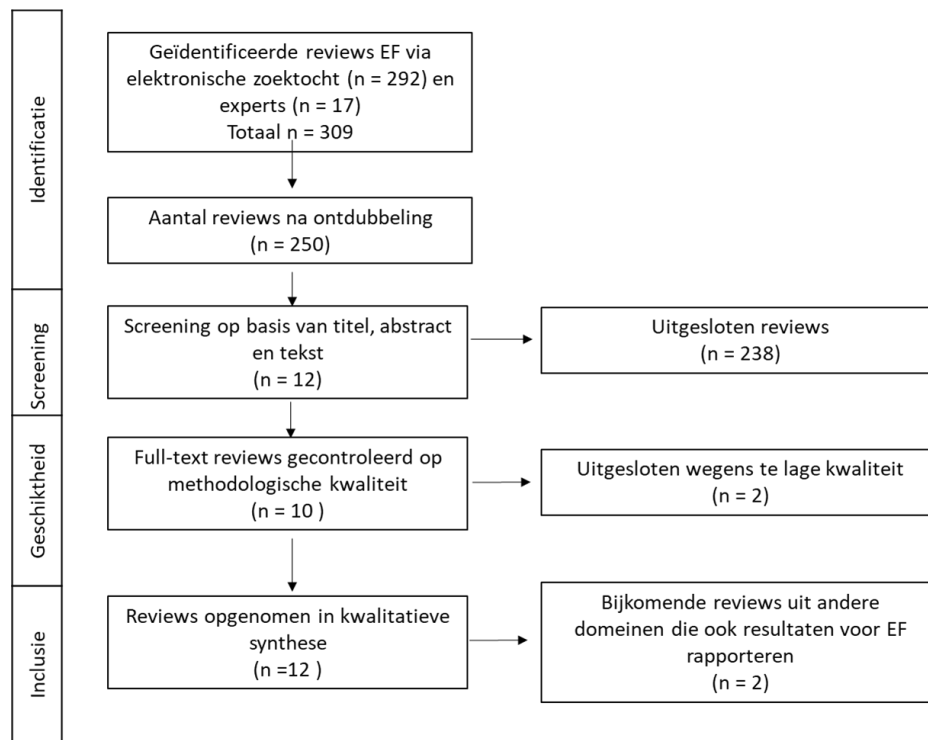 Identificatie
Geïdentificeerde reviews EF via
elektronische zoektocht (n = 292) en
experts (n = 17)
Totaal n = 309
Aantal reviews na ontdubbeling
(n = 250)
Screening
Screening op basis van titel, abstract
en tekst
(n = 12)
Uitgesloten reviews
(n = 238)
Geschiktheid
Full-text reviews gecontroleerd op
methodologische kwaliteit
(n = 10 )
Uitgesloten wegens te lage kwaliteit
(n = 2)
Inclusie
Reviews opgenomen in kwalitatieve
synthese
(n =12 )
Bijkomende reviews uit andere
domeinen die ook resultaten voor EF
rapporteren
(n = 2)